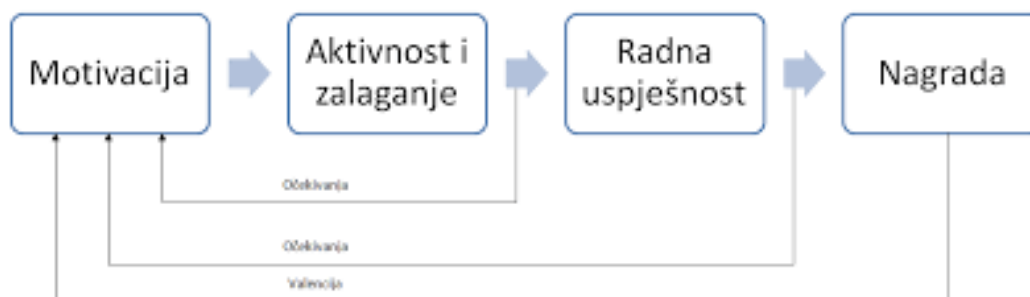 Motivacija
Aktivnost i
zalaganje
Radna
uspješnost
Nagrada
Očekivanja
Očekivanja
Valencija